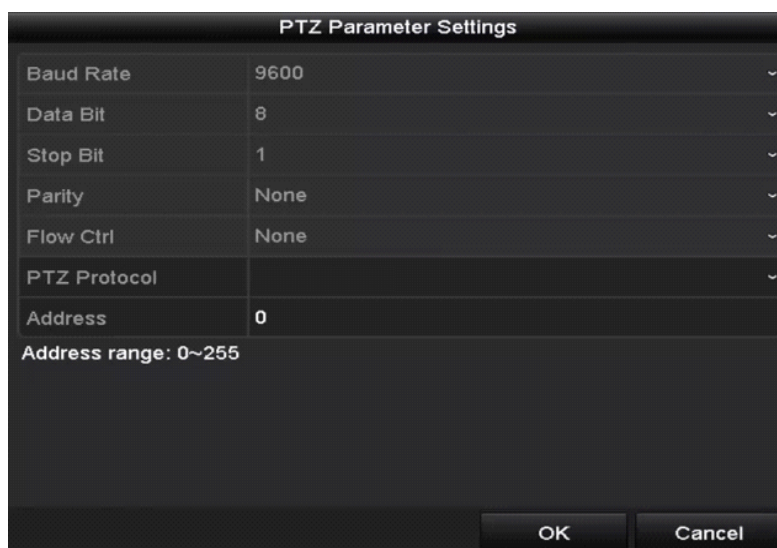 PTZ Parameter Settings
Baud Rate 9600
Data Bit 8
Stop Bit 1
Parity None
Flow Ctrl None
PTZ Protocol
Address 0
Address range: 0~255
OK Cancel